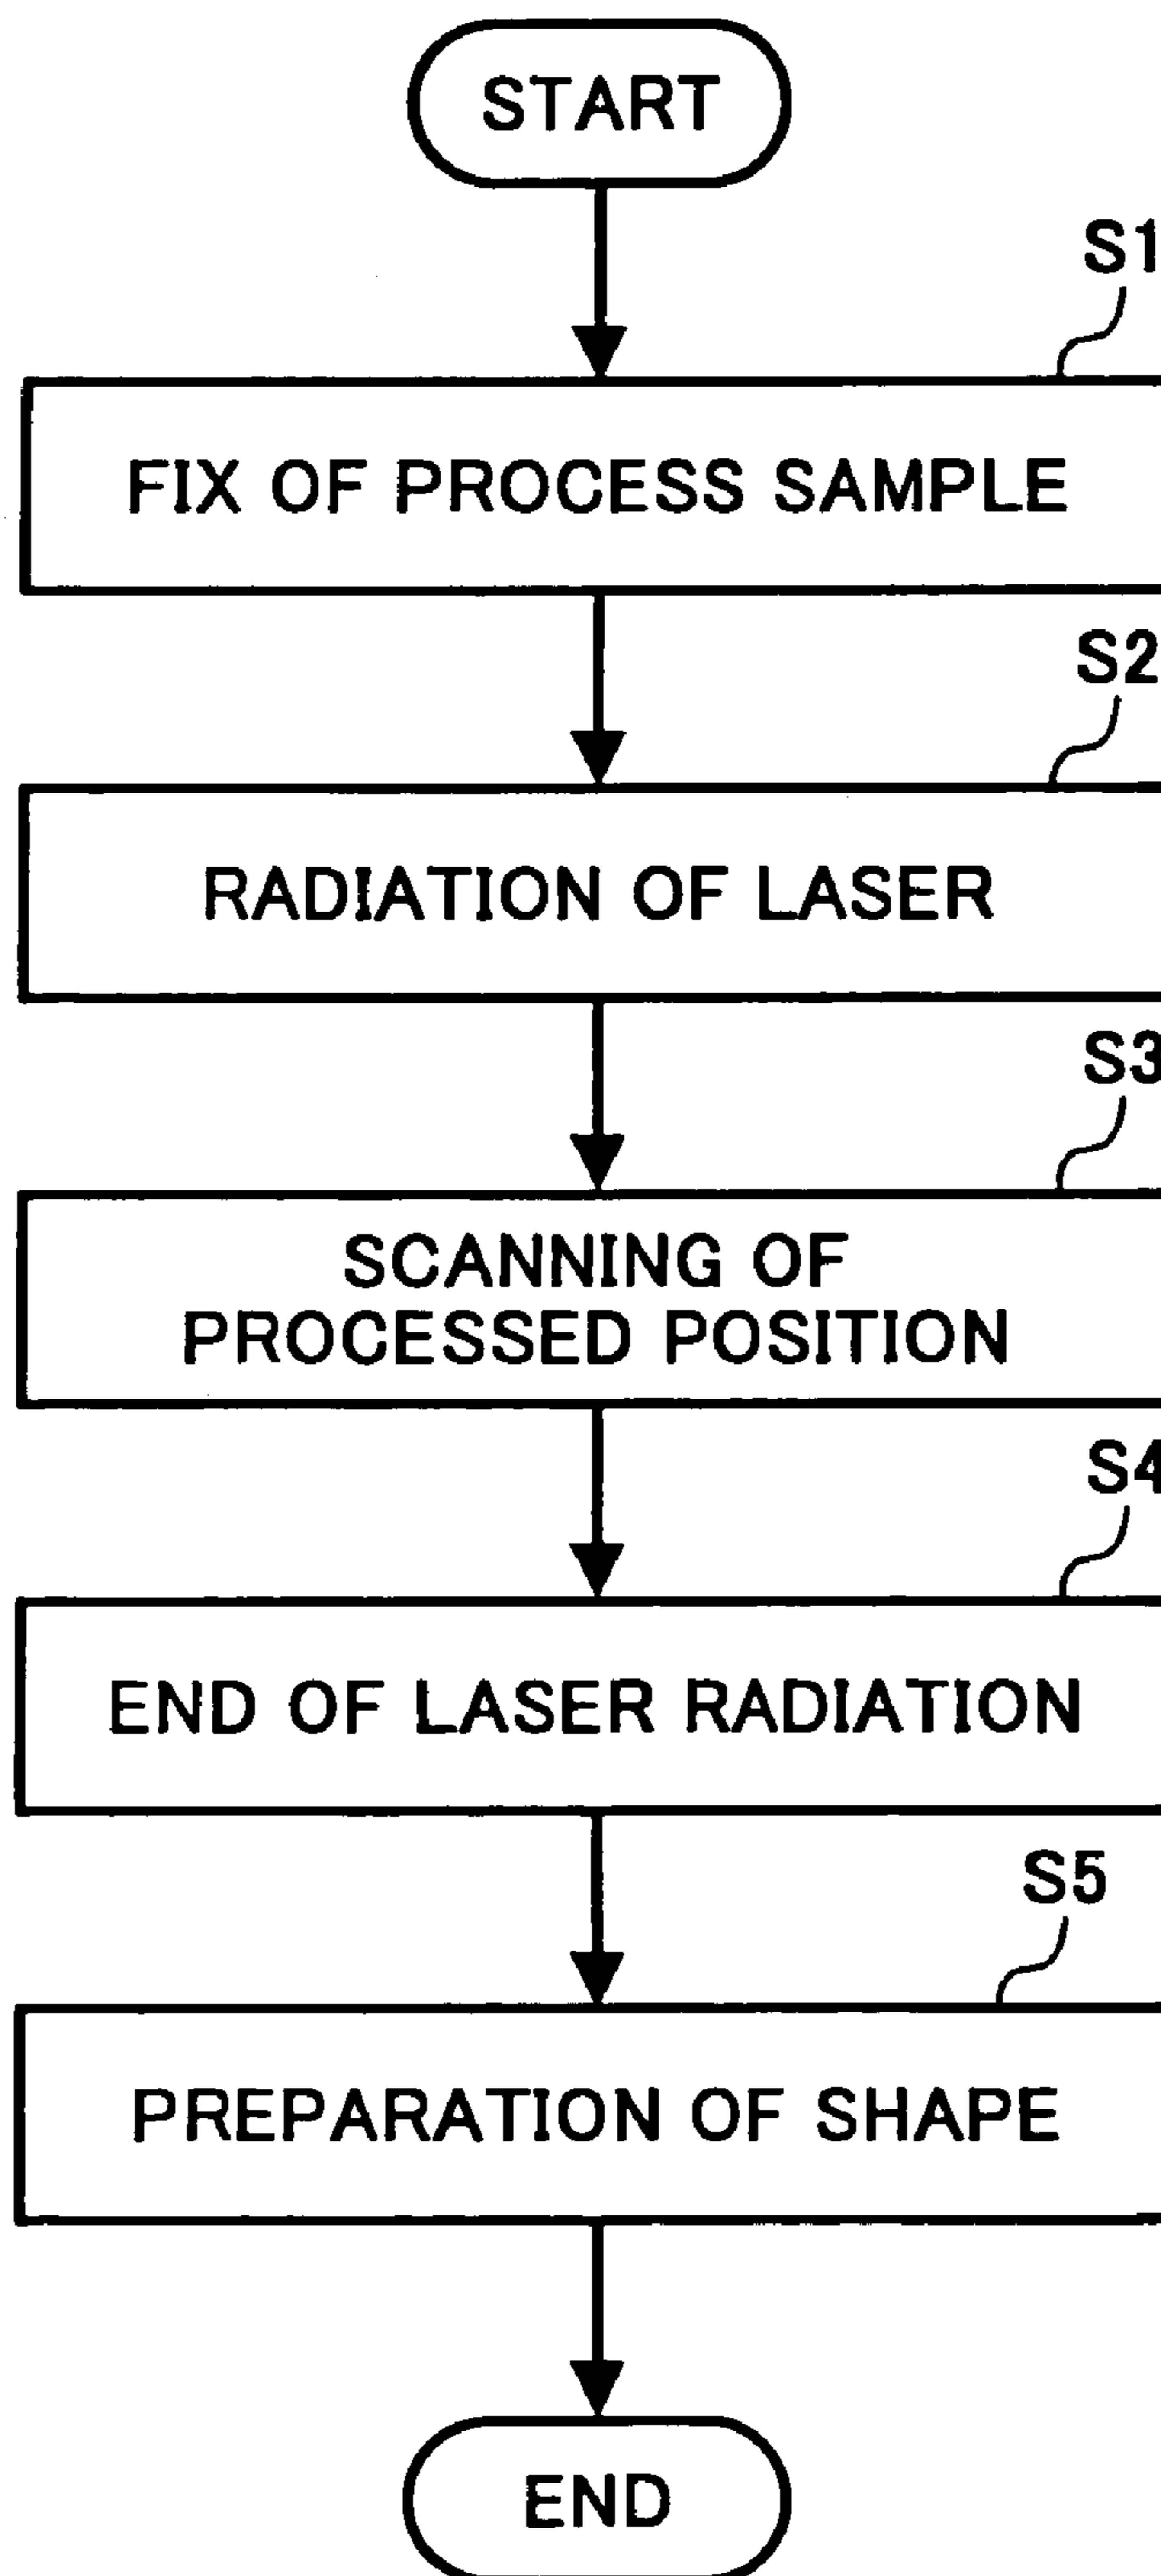 START
S1
FIX OF PROCESS SAMPLE
S2
RADIATION OF LASER
S3
SCANNING OF
PROCESSED POSITION
S4
END OF LASER RADIATION
S5
PREPARATION OF SHAPE
END